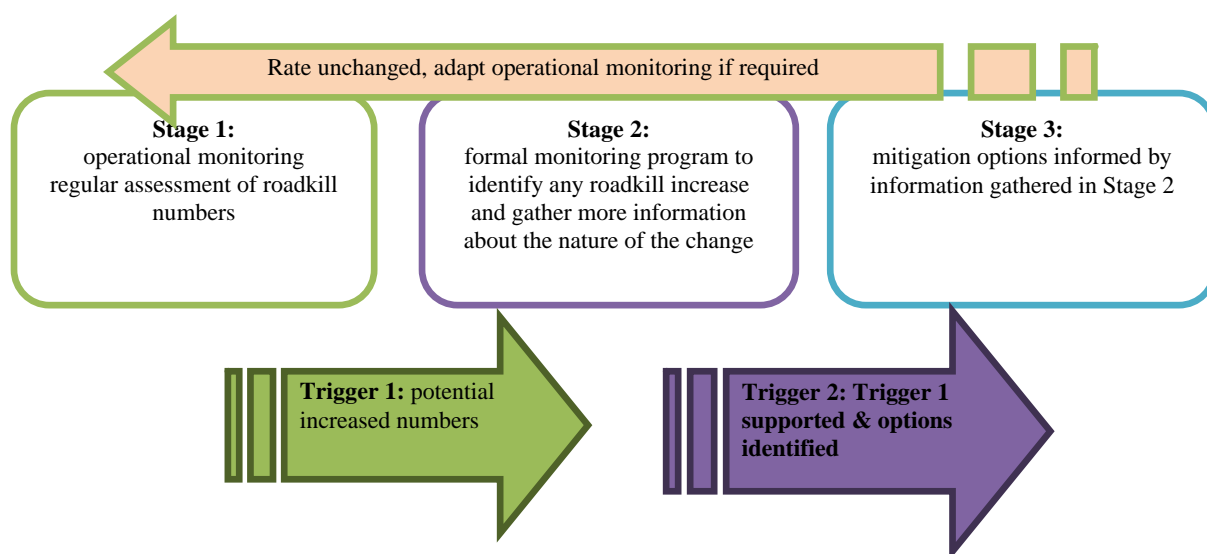 Rate unchanged, adapt operational monitoring if required
Stage 1:
operational monitoring
regular assessment of roadkill
numbers
Stage 2:
formal monitoring program to
identify any roadkill increase
and gather more information
about the nature of the change
Stage 3:
mitigation options informed by
information gathered in Stage 2
Trigger 1: potential
increased numbers
Trigger 2: Trigger 1
supported & options
identified